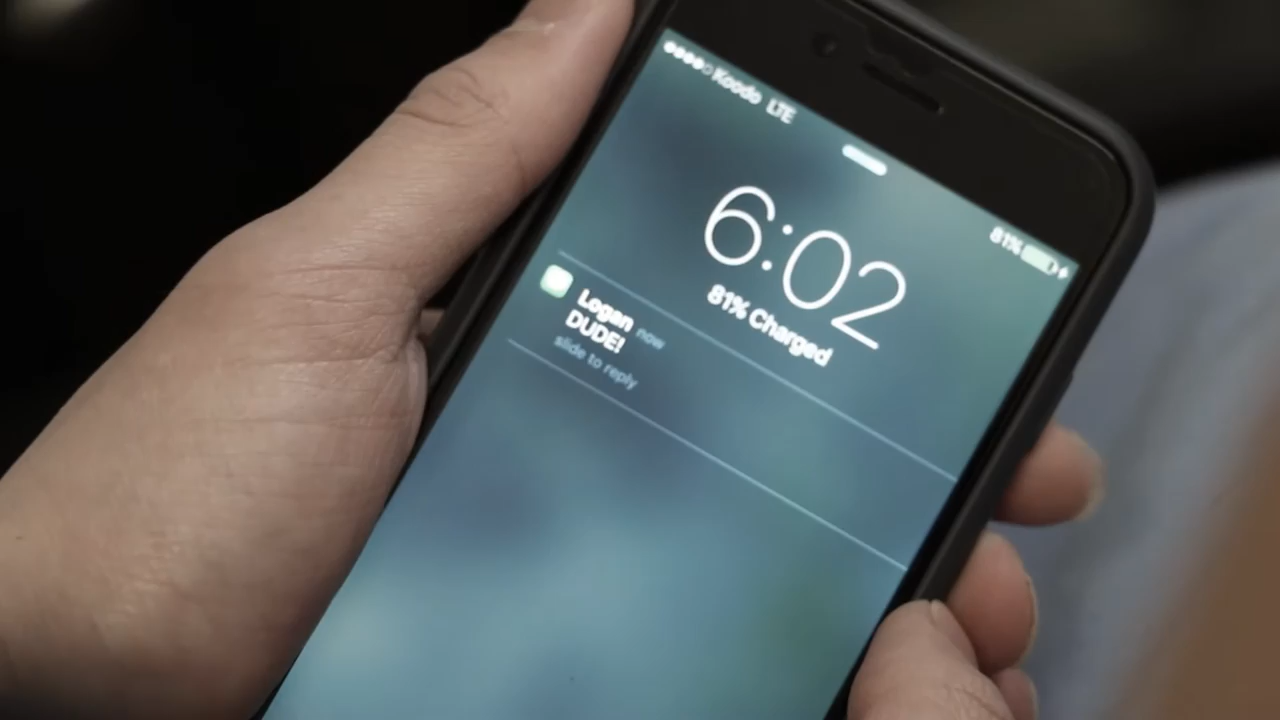 Koodo LTE
81%
6:02
81% Charged
Logan now
DUDE!
slide to reply